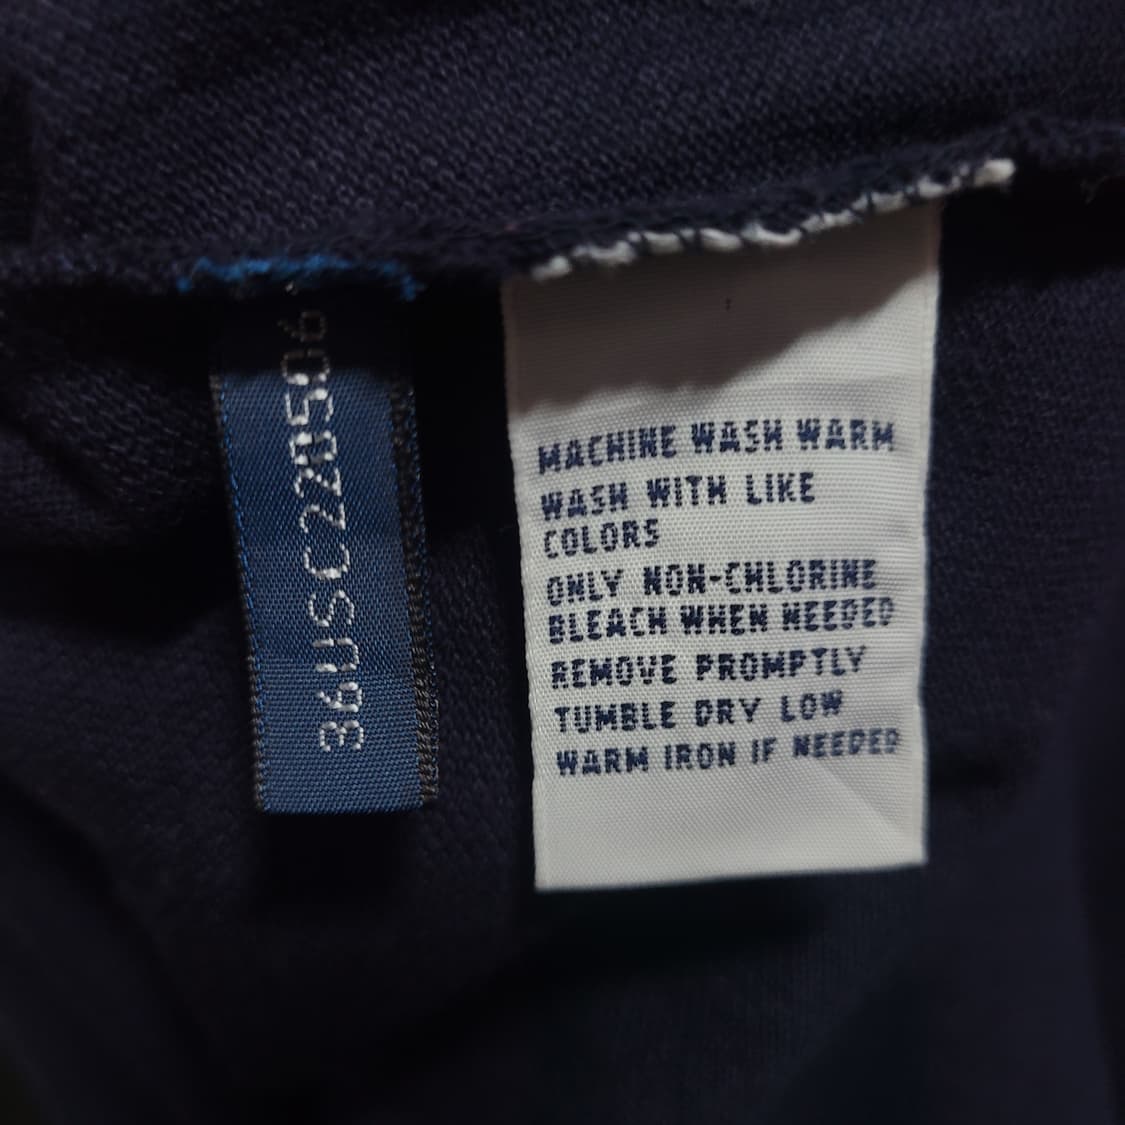 36USC220506
MACHINE WASH WARM
WASH WITH LIKE
COLORS
ONLY NON-CHLORINE
BLEACH WHEN NEEDED
REMOVE PROMPTLY
TUMBLE DRY LOW
WARM IRON IF NEEDED